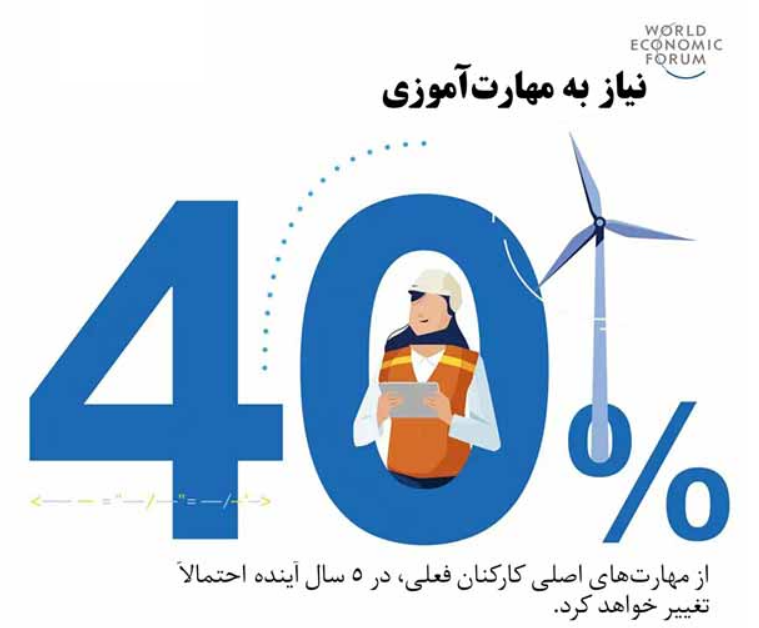 WORLD
ECONOMIC
FORUM
نیاز به مهارت‌آموزی
40%
از مهارت‌های اصلی کارکنان فعلی، در ۵ سال آینده احتمالاً
تغییر خواهد کرد.